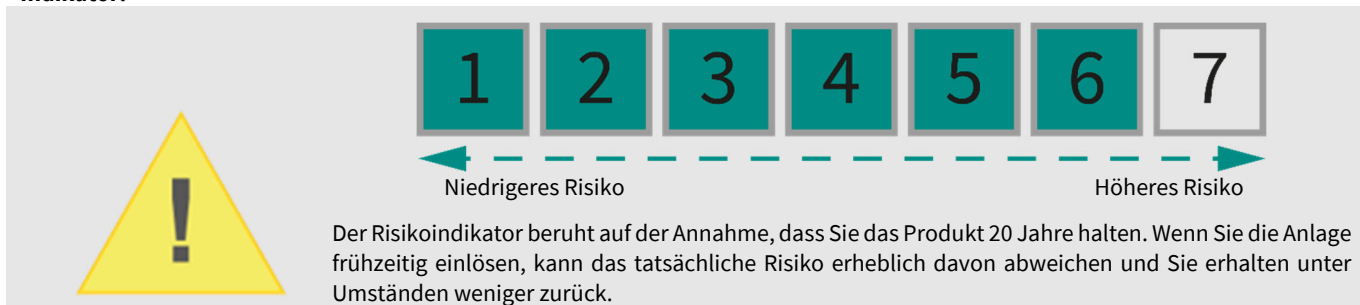 1 2 3 4 5 6 7
Niedrigeres Risiko Höheres Risiko
!
Der Risikoindikator beruht auf der Annahme, dass Sie das Produkt 20 Jahre halten. Wenn Sie die Anlage
frühzeitig einlösen, kann das tatsächliche Risiko erheblich davon abweichen und Sie erhalten unter
Umständen weniger zurück.